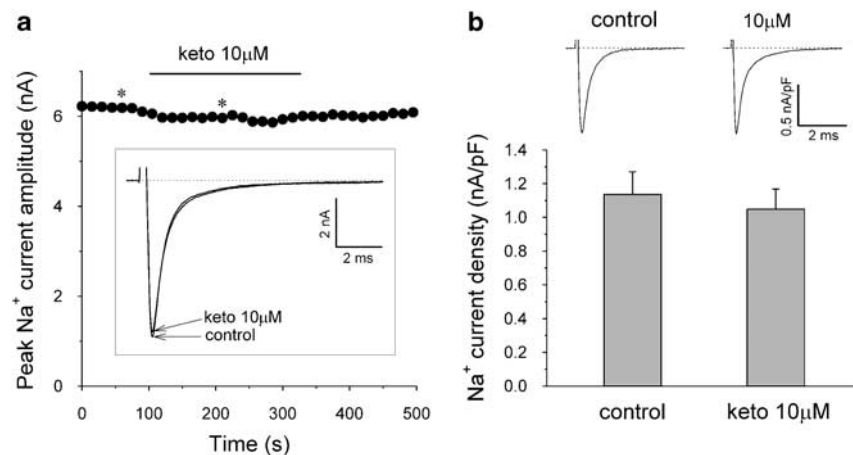 a
keto 10µM
Peak Na+ current amplitude (nA)
8
6
4
2
0
*
*
2 nA
2 ms
keto 10µM
control
0 100 200 300 400 500
Time (s)
b
control 10µM
0.5 nA/pF
2 ms
Na+ current density (nA/pF)
1.4
1.2
1.0
0.8
0.6
0.4
0.2
0.0
control keto 10µM